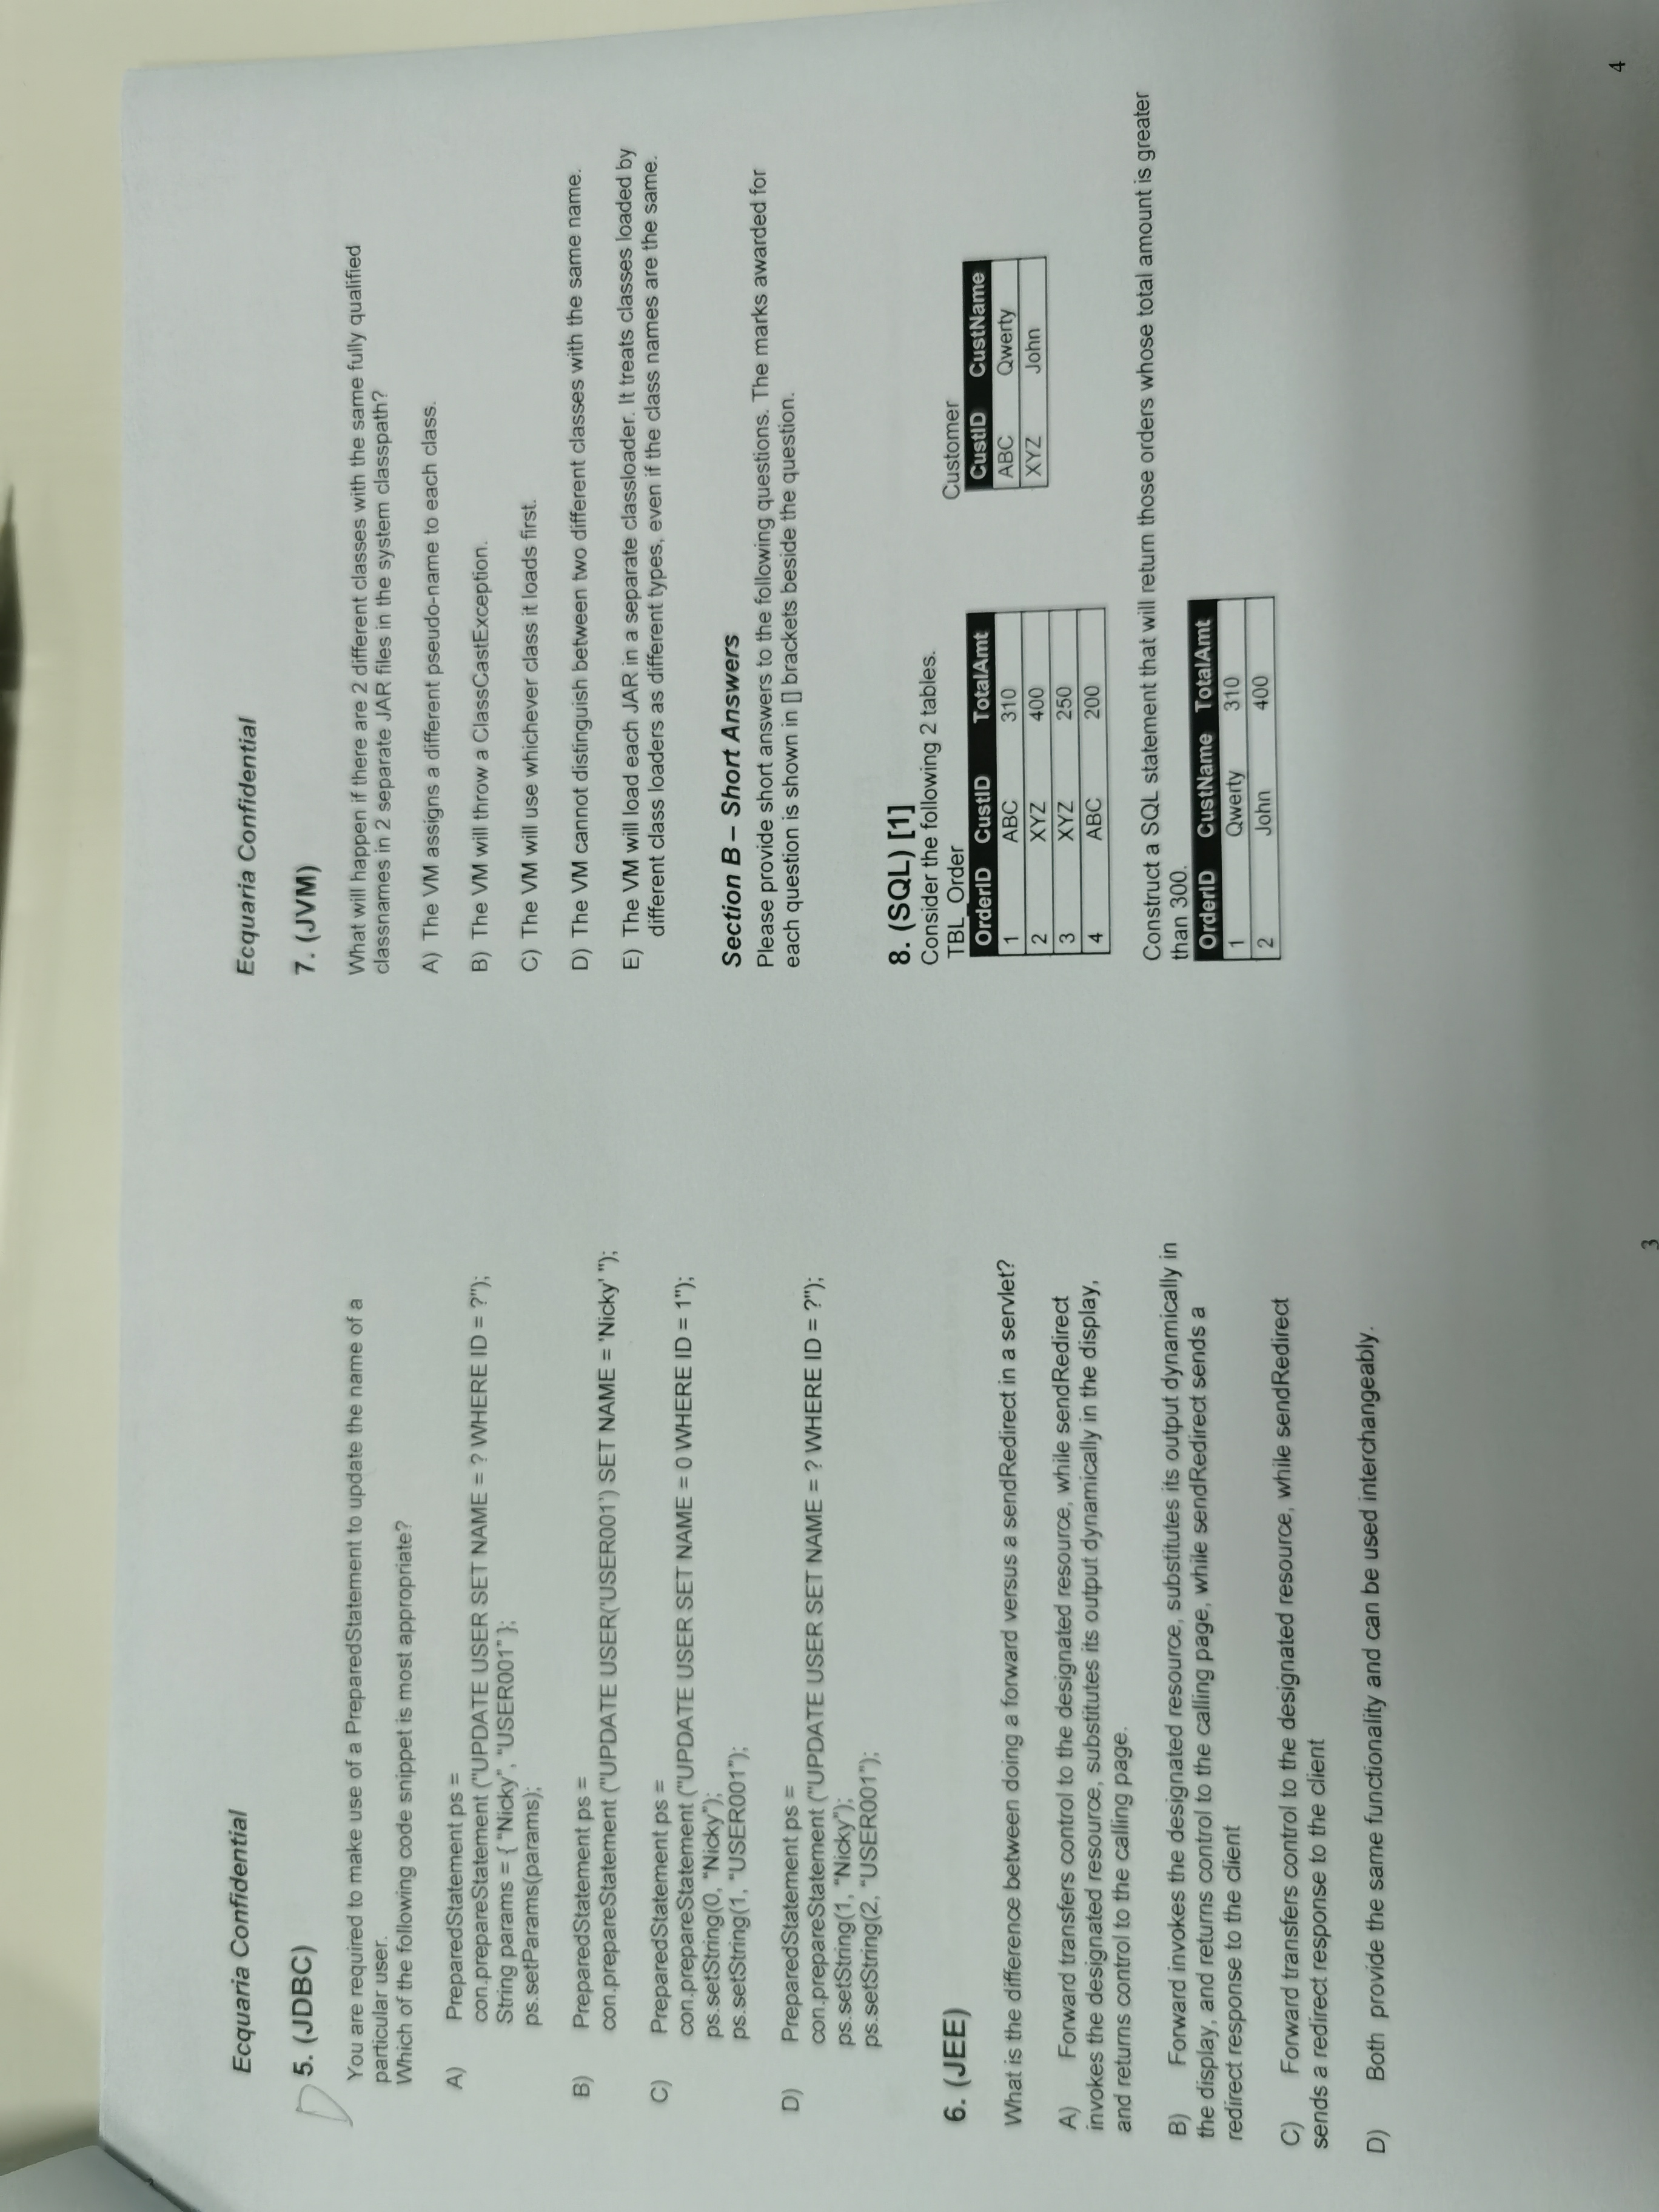 Ecquaria Confidential
D
5. (JDBC)
You are required to make use of a PreparedStatement to update the name of a
particular user.
Which of the following code snippet is most appropriate?
A) PreparedStatement ps =
con.prepareStatement ("UPDATE USER SET NAME = ? WHERE ID = ?");
String params = { “Nicky”, “USER001” };
ps.setParams(params);
B) PreparedStatement ps =
con.prepareStatement ("UPDATE USER('USER001') SET NAME = 'Nicky' ");
C) PreparedStatement ps =
con.prepareStatement ("UPDATE USER SET NAME = 0 WHERE ID = 1");
ps.setString(0, “Nicky”);
ps.setString(1, “USER001”);
D) PreparedStatement ps =
con.prepareStatement ("UPDATE USER SET NAME = ? WHERE ID = ?");
ps.setString(1, “Nicky”);
ps.setString(2, “USER001”);
6. (JEE)
What is the difference between doing a forward versus a sendRedirect in a servlet?
A) Forward transfers control to the designated resource, while sendRedirect
invokes the designated resource, substitutes its output dynamically in the display,
and returns control to the calling page.
B) Forward invokes the designated resource, substitutes its output dynamically in
the display, and returns control to the calling page, while sendRedirect sends a
redirect response to the client
C) Forward transfers control to the designated resource, while sendRedirect
sends a redirect response to the client
D) Both provide the same functionality and can be used interchangeably.
3
Ecquaria Confidential
7. (JVM)
What will happen if there are 2 different classes with the same fully qualified
classnames in 2 separate JAR files in the system classpath?
A) The VM assigns a different pseudo-name to each class.
B) The VM will throw a ClassCastException.
C) The VM will use whichever class it loads first.
D) The VM cannot distinguish between two different classes with the same name.
E) The VM will load each JAR in a separate classloader. It treats classes loaded by
different class loaders as different types, even if the class names are the same.
Section B – Short Answers
Please provide short answers to the following questions. The marks awarded for
each question is shown in [] brackets beside the question.
8. (SQL) [1]
Consider the following 2 tables.
TBL_Order
OrderID CustID TotalAmt
1 ABC 310
2 XYZ 400
3 XYZ 250
4 ABC 200
Customer
CustID CustName
ABC Qwerty
XYZ John
Construct a SQL statement that will return those orders whose total amount is greater
than 300.
OrderID CustName TotalAmt
1 Qwerty 310
2 John 400
4